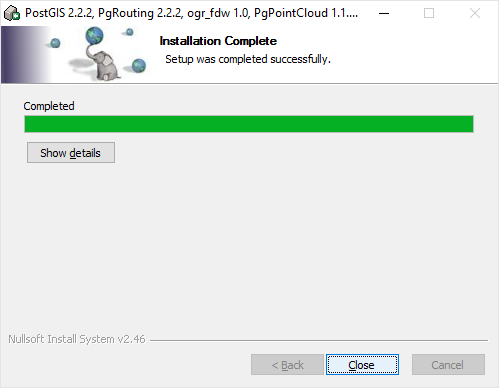 PostGIS 2.2.2, PgRouting 2.2.2, ogr_fdw 1.0, PgPointCloud 1.1....
Installation Complete
Setup was completed successfully.
Completed
Show details
Nullsoft Install System v2.46
< Back
Close
Cancel